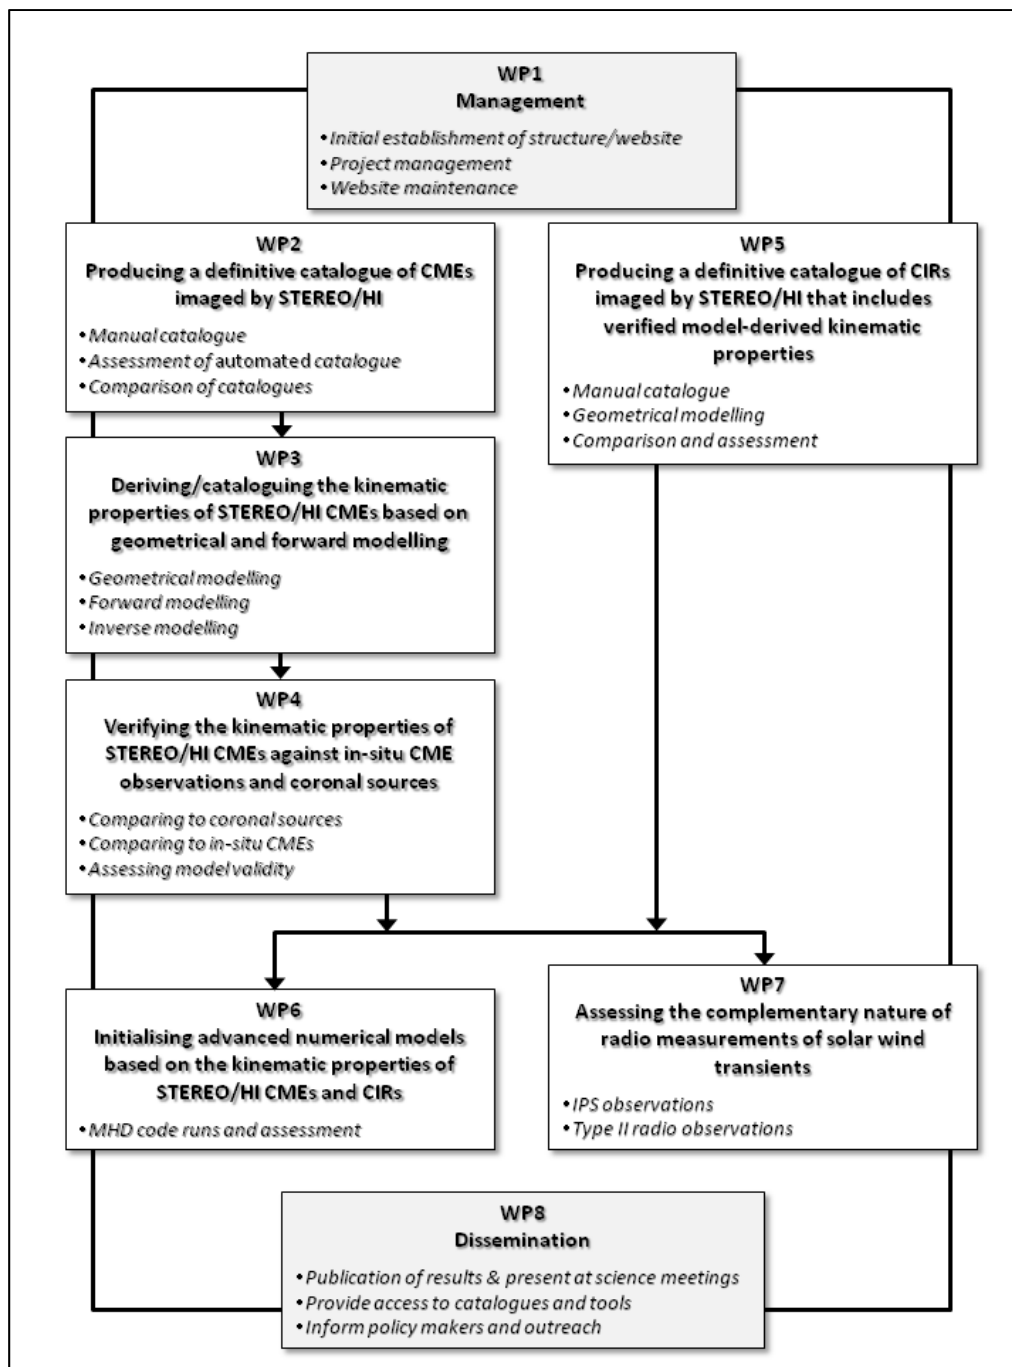 WP1
Management
• Initial establishment of structure/website
• Project management
• Website maintenance
WP2
Producing a definitive catalogue of CMEs
imaged by STEREO/HI
• Manual catalogue
• Assessment of automated catalogue
• Comparison of catalogues
WP5
Producing a definitive catalogue of CIRs
imaged by STEREO/HI that includes
verified model-derived kinematic
properties
• Manual catalogue
• Geometrical modelling
• Comparison and assessment
WP3
Deriving/cataloguing the kinematic
properties of STEREO/HI CMEs based on
geometrical and forward modelling
• Geometrical modelling
• Forward modelling
• Inverse modelling
WP4
Verifying the kinematic properties of
STEREO/HI CMEs against in-situ CME
observations and coronal sources
• Comparing to coronal sources
• Comparing to in-situ CMEs
• Assessing model validity
WP6
Initialising advanced numerical models
based on the kinematic properties of
STEREO/HI CMEs and CIRs
• MHD code runs and assessment
WP7
Assessing the complementary nature of
radio measurements of solar wind
transients
• IPS observations
• Type II radio observations
WP8
Dissemination
• Publication of results & present at science meetings
• Provide access to catalogues and tools
• Inform policy makers and outreach